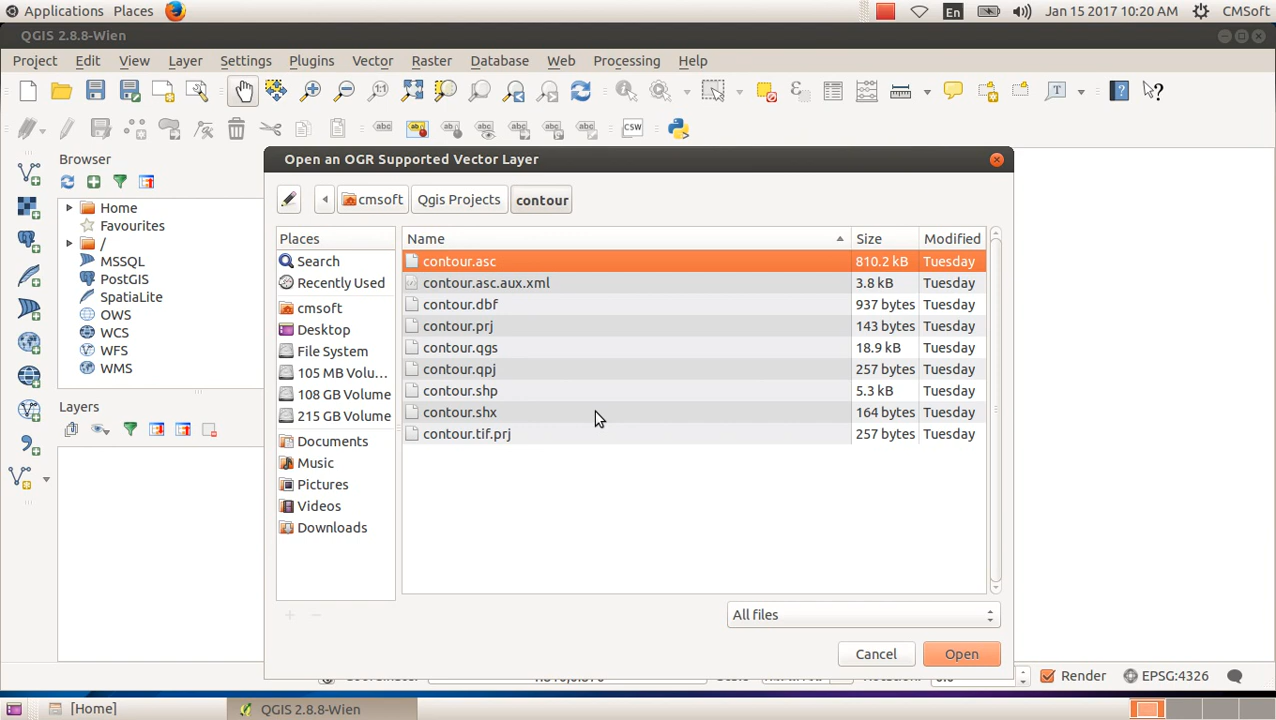 Applications Places En Jan 15 2017 10:20 AM CMSoft
QGIS 2.8.8-Wien
Project Edit View Layer Settings Plugins Vector Raster Database Web Processing Help
Browser
Home
Favourites
/
MSSQL
PostGIS
SpatiaLite
OWS
WCS
WFS
WMS
Layers
Open an OGR Supported Vector Layer
cmsoft Qgis Projects contour
Places
Search
Recently Used
cmsoft
Desktop
File System
105 MB Volu...
108 GB Volume
215 GB Volume
Documents
Music
Pictures
Videos
Downloads
Name Size Modified
contour.asc 810.2 kB Tuesday
contour.asc.aux.xml 3.8 kB Tuesday
contour.dbf 937 bytes Tuesday
contour.prj 143 bytes Tuesday
contour.qgs 18.9 kB Tuesday
contour.qpj 257 bytes Tuesday
contour.shp 5.3 kB Tuesday
contour.shx 164 bytes Tuesday
contour.tif.prj 257 bytes Tuesday
All files
Cancel Open
Render EPSG:4326
[Home] QGIS 2.8.8-Wien